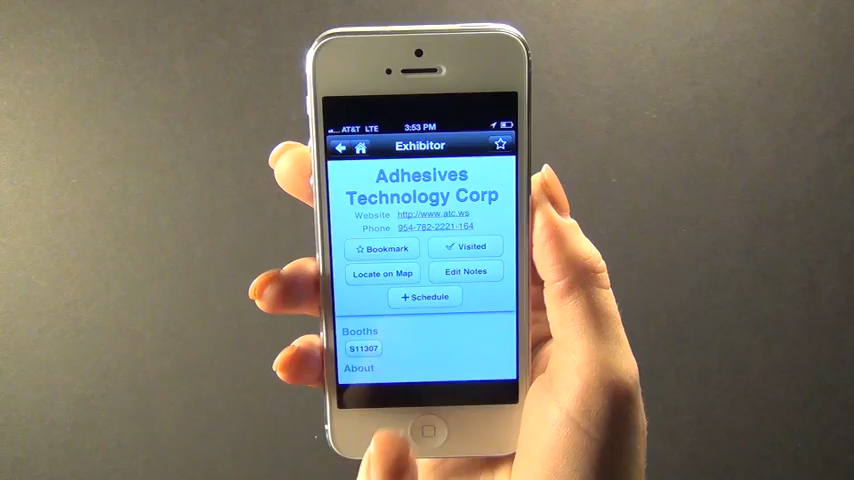 AT&T LTE 3:53 PM
Exhibitor
Adhesives
Technology Corp
Website http://www.atc.ws
Phone 954-782-2221-164
Bookmark Visited
Locate on Map Edit Notes
+Schedule
Booths
S11307
About